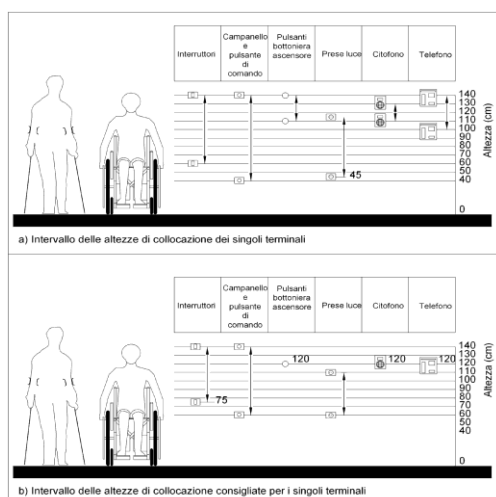 Interruttori
Campanello
e
pulsante
di
comando
Pulsanti
bottoniera
ascensore
Prese luce
Citofono
Telefono
140
130
120
110
100
90
80
70
60
50
40
0
45
Altezza (cm)
a) Intervallo delle altezze di collocazione dei singoli terminali
Interruttori
Campanello
e
pulsante
di
comando
Pulsanti
bottoniera
ascensore
Prese luce
Citofono
Telefono
120
120
120
75
140
130
120
110
100
90
80
70
60
50
40
0
Altezza (cm)
b) Intervallo delle altezze di collocazione consigliate per i singoli terminali